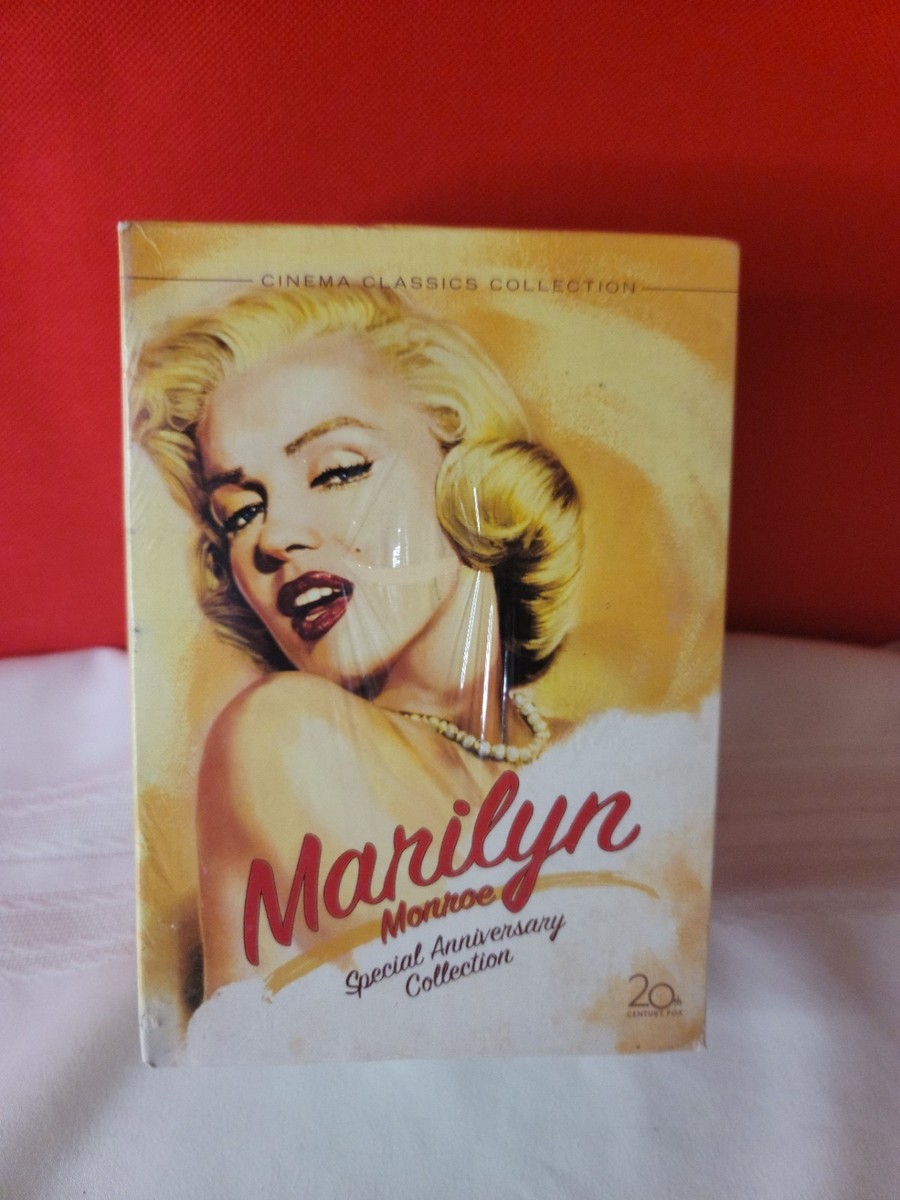 CINEMA CLASSICS COLLECTION
Marilyn
Monroe
Special Anniversary
Collection
20th
CENTURY FOX